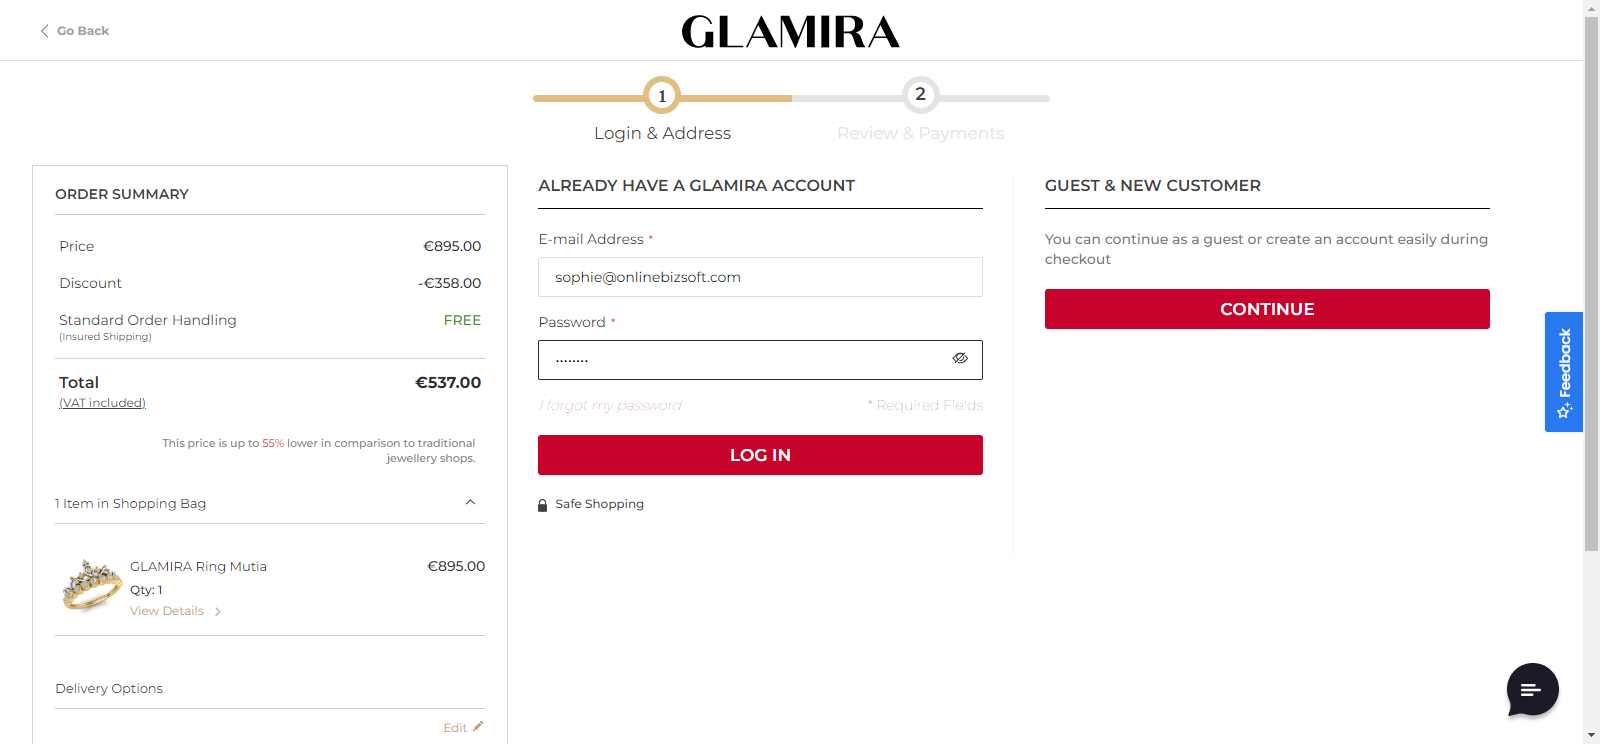 Go Back
GLAMIRA
1
2
Login & Address
Review & Payments
ORDER SUMMARY
Price €895.00
Discount -€358.00
Standard Order Handling FREE
(Insured Shipping)
Total €537.00
(VAT included)
This price is up to 55% lower in comparison to traditional
jewellery shops.
1 Item in Shopping Bag
GLAMIRA Ring Mutia €895.00
Qty: 1
View Details
Delivery Options
Edit
ALREADY HAVE A GLAMIRA ACCOUNT
E-mail Address *
sophie@onlinebizsoft.com
Password *
········
I forgot my password * Required Fields
LOG IN
Safe Shopping
GUEST & NEW CUSTOMER
You can continue as a guest or create an account easily during
checkout
CONTINUE
Feedback